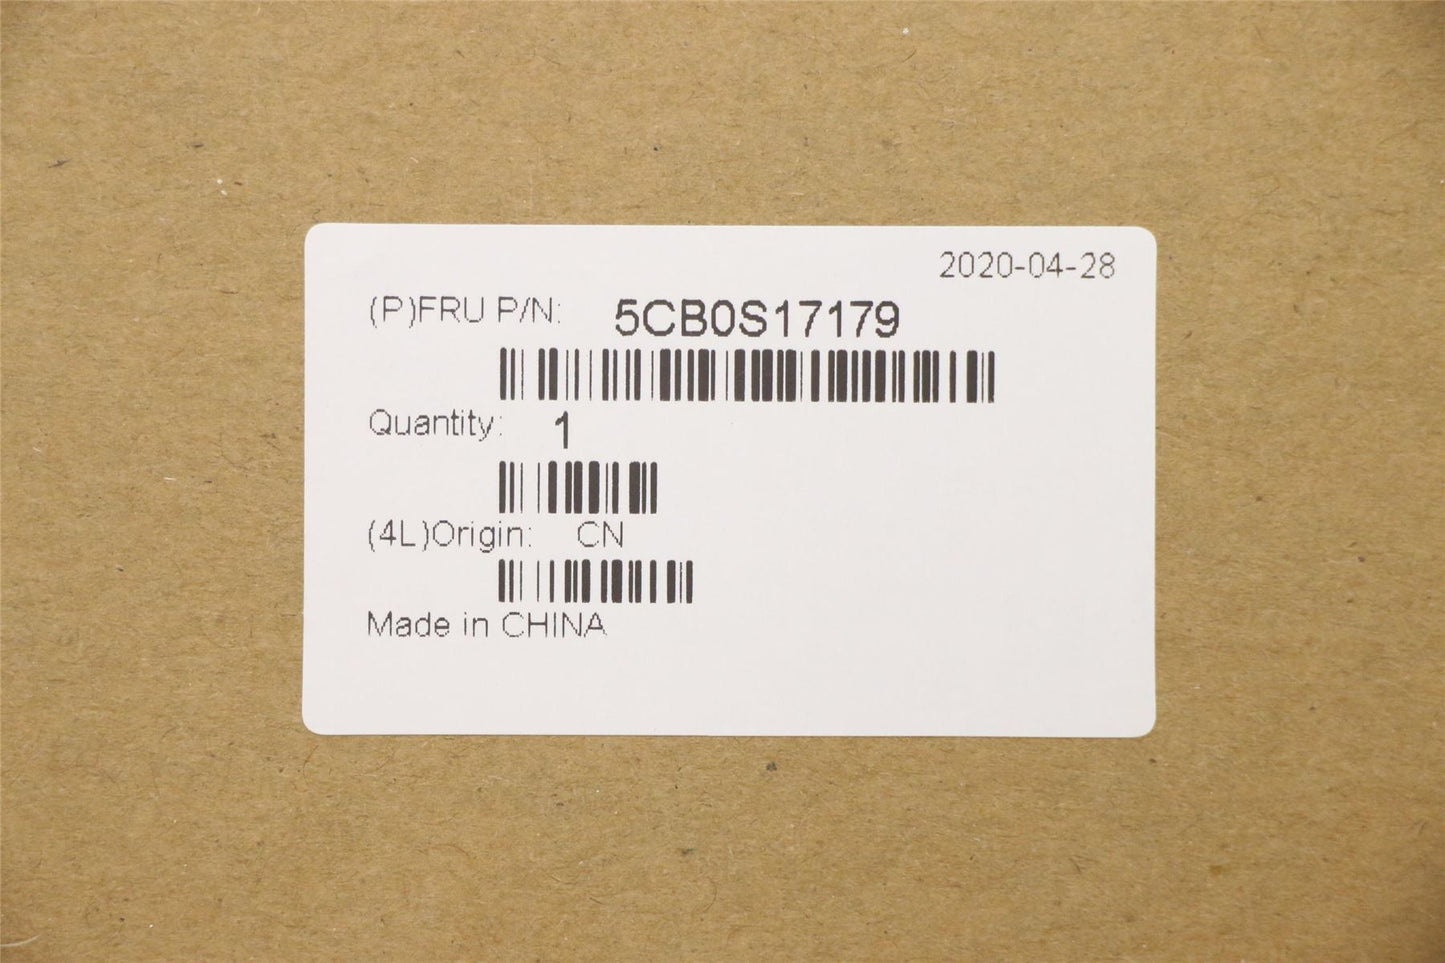 2020-04-28
(P)FRU P/N: 5CB0S17179
Quantity: 1
(4L)Origin: CN
Made in CHINA